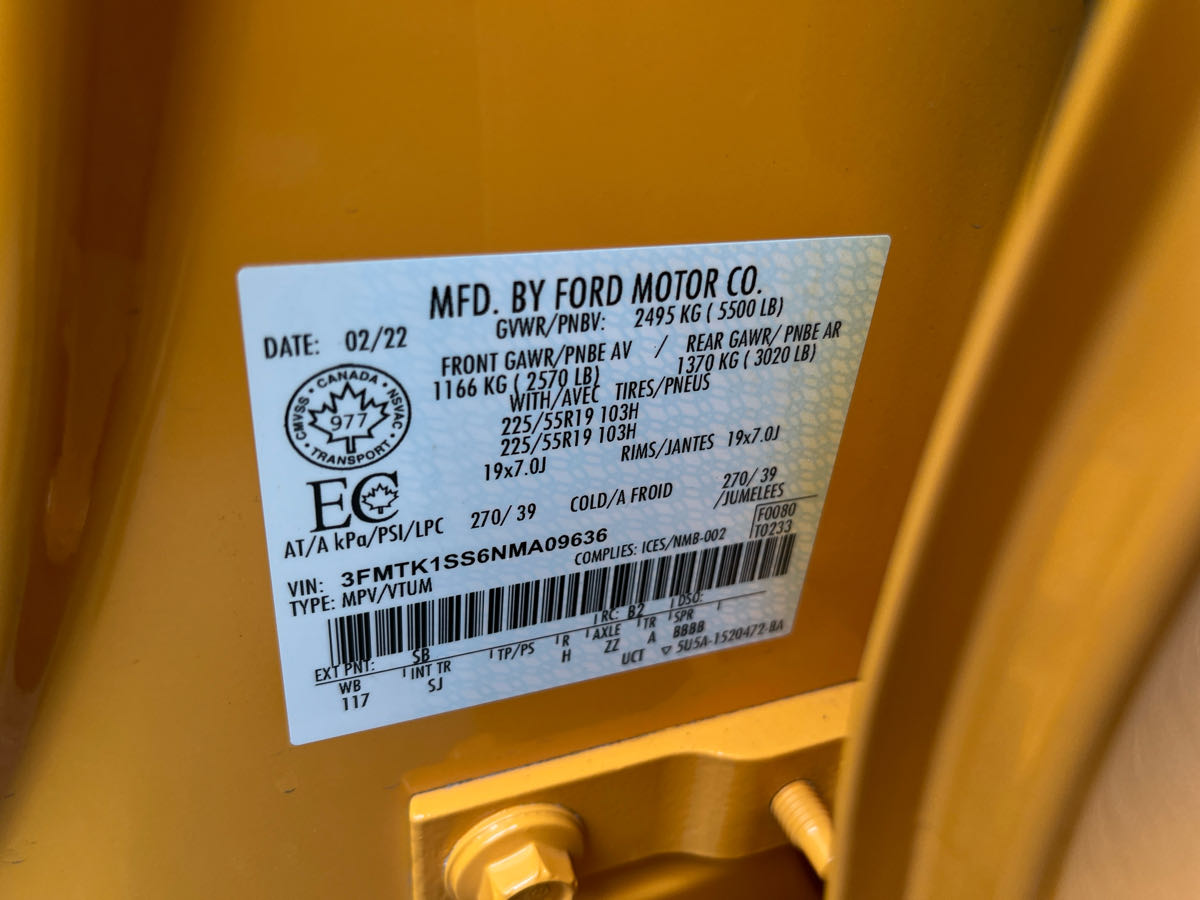 MFD. BY FORD MOTOR CO.
DATE: 02/22
GVWR/PNBV: 2495 KG ( 5500 LB)
FRONT GAWR/PNBE AV / REAR GAWR/ PNBE AR
1166 KG ( 2570 LB) 1370 KG ( 3020 LB)
WITH/AVEC TIRES/PNEUS
225/55R19 103H
225/55R19 103H
19x7.0J RIMS/JANTES 19x7.0J
CANADA
CMVSS 977 NSVAC
TRANSPORT
EC
AT/A kPa/PSI/LPC 270/ 39 COLD/A FROID 270/ 39
/JUMELEES
VIN: 3FMTK1SS6NMA09636
F0080
T0233
TYPE: MPV/VTUM COMPLIES: ICES/NMB-002
EXT PNT: SB RC: B2 DSO:
WB INT TR TP/PS R AXLE TR SPR
117 SJ H ZZ A BBBB
UCT ▽ 5U5A-1520472-BA